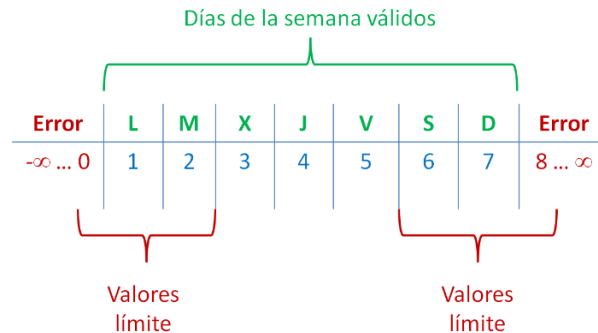 Días de la semana válidos
Error L M X J V S D Error
-∞ ... 0 1 2 3 4 5 6 7 8 ... ∞
Valores límite
Valores límite